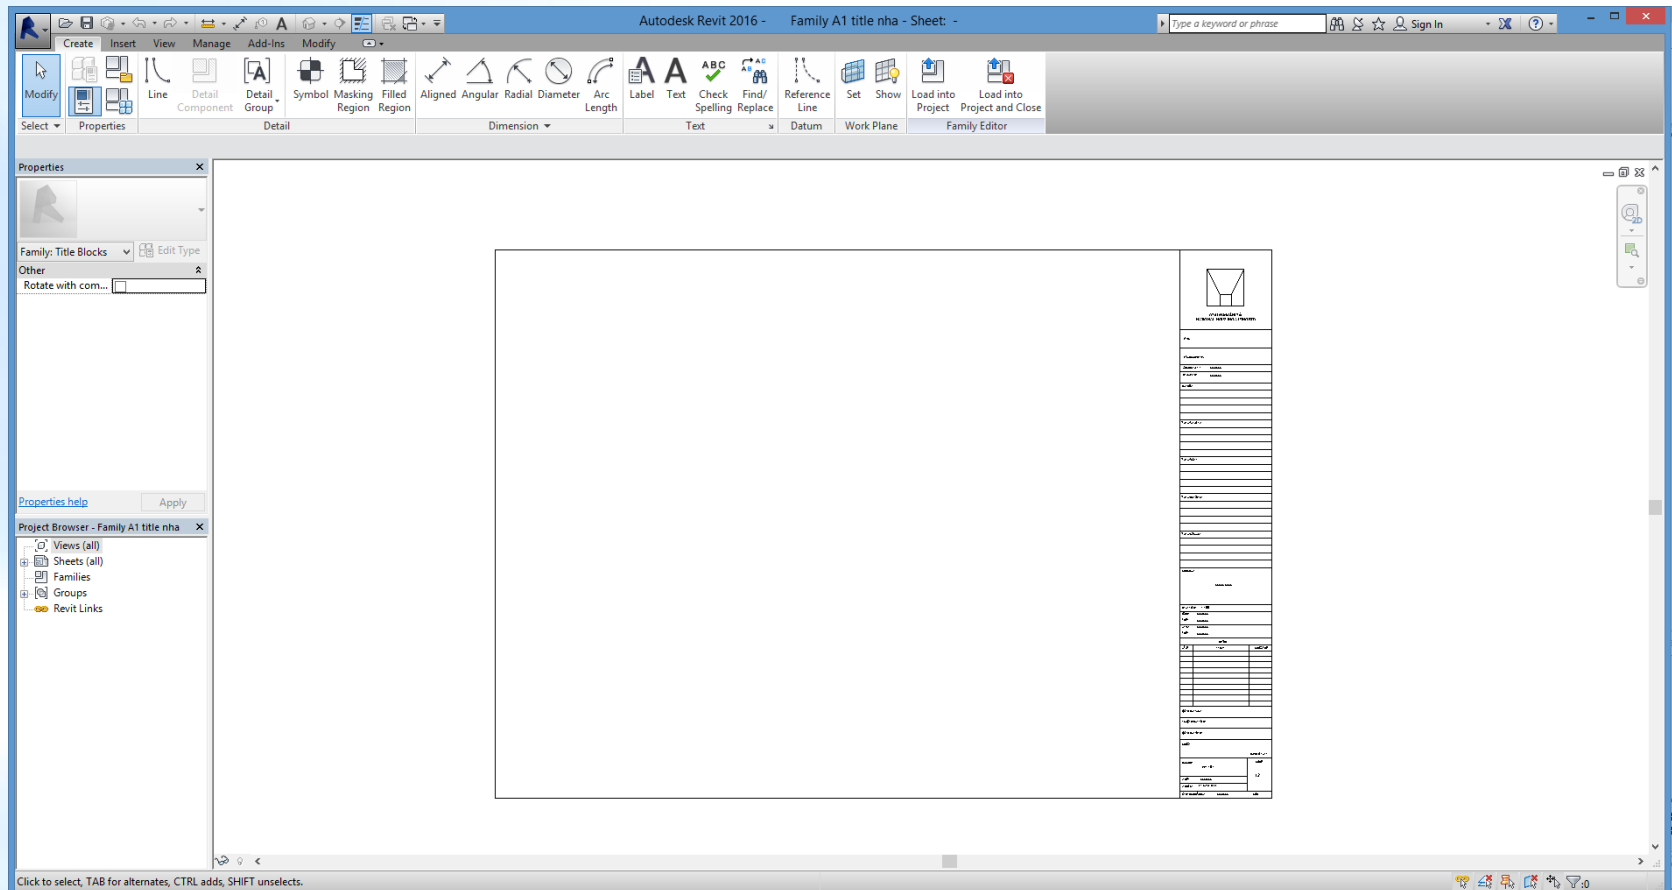 Autodesk Revit 2016 - Family A1 title nha - Sheet: -
Type a keyword or phrase
Sign In
Create Insert View Manage Add-Ins Modify
Modify
Line
Detail Component
Detail Group
Symbol
Masking Region
Filled Region
Aligned
Angular
Radial
Diameter
Arc Length
Label
Text
Check Spelling
Find/ Replace
Reference Line
Set
Show
Load into Project
Load into Project and Close
Select Properties Detail Dimension Text Datum Work Plane Family Editor
Properties
Family: Title Blocks
Edit Type
Other
Rotate with com...
Properties help
Apply
Project Browser - Family A1 title nha
Views (all)
Sheets (all)
Families
Groups
Revit Links
Click to select, TAB for alternates, CTRL adds, SHIFT unselects.
:0